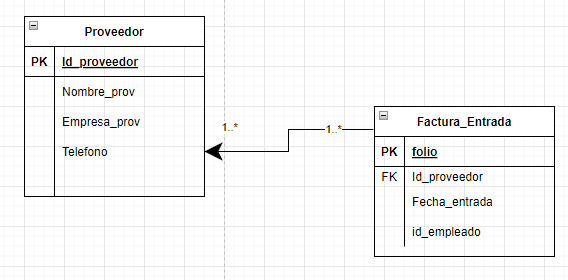 Proveedor
PK Id_proveedor
Nombre_prov
Empresa_prov
Telefono
1..*
1..*
Factura_Entrada
PK folio
FK Id_proveedor
Fecha_entrada
id_empleado